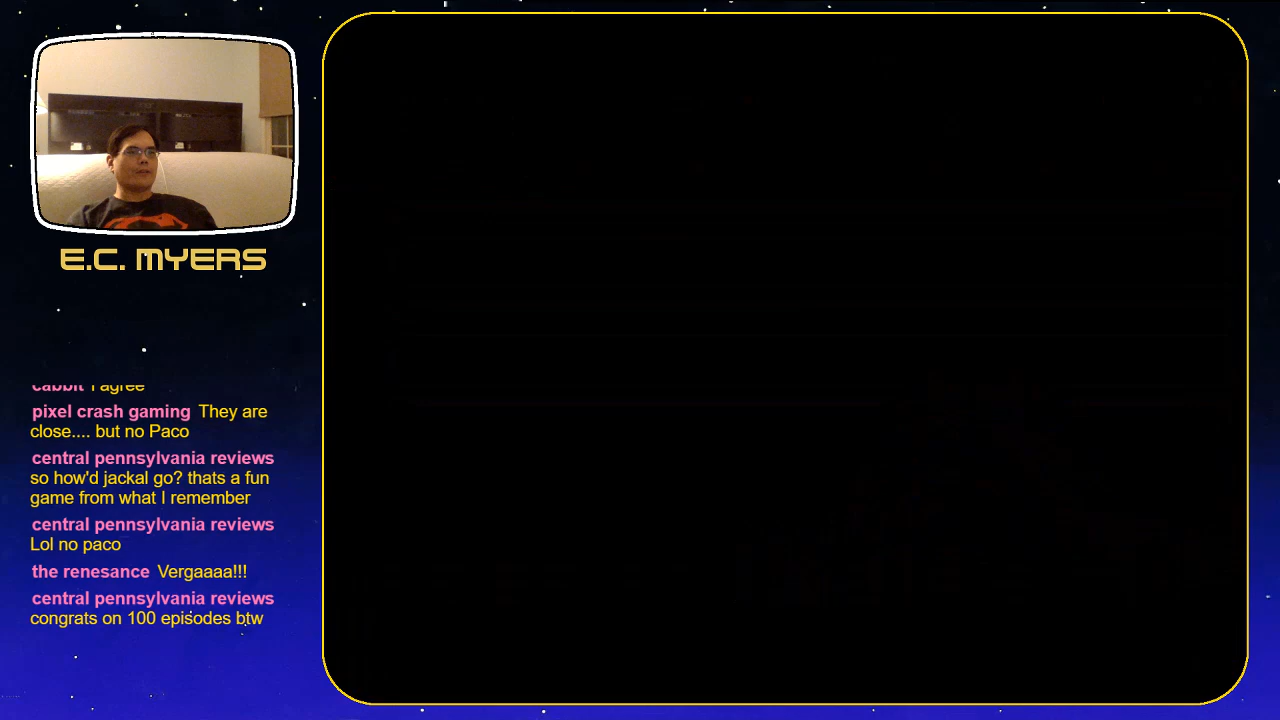 E.C. MYERS
cabbit I agree
pixel crash gaming They are
close.... but no Paco
central pennsylvania reviews
so how'd jackal go? thats a fun
game from what I remember
central pennsylvania reviews
Lol no paco
the renesance Vergaaaa!!!
central pennsylvania reviews
congrats on 100 episodes btw